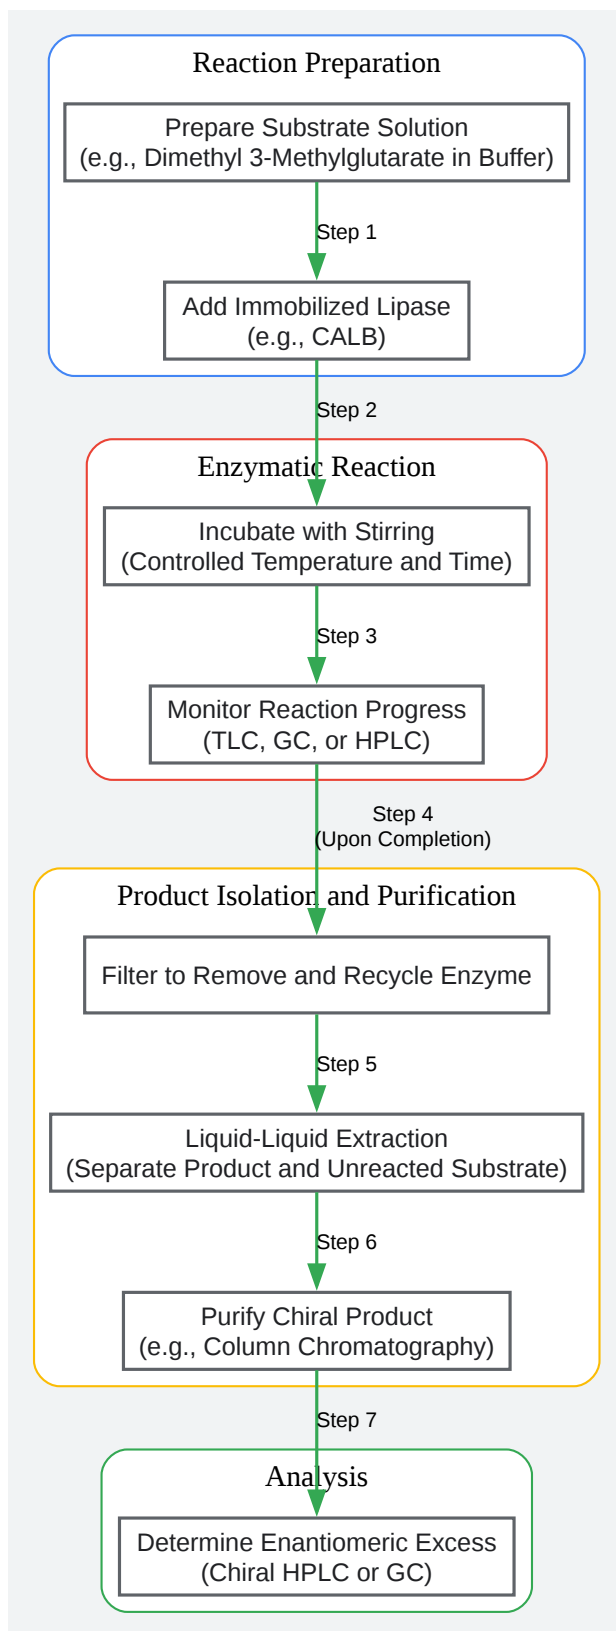 Reaction Preparation
Prepare Substrate Solution
(e.g., Dimethyl 3-Methylglutarate in Buffer)
Step 1
Add Immobilized Lipase
(e.g., CALB)
Step 2
Enzymatic Reaction
Incubate with Stirring
(Controlled Temperature and Time)
Step 3
Monitor Reaction Progress
(TLC, GC, or HPLC)
Step 4
(Upon Completion)
Product Isolation and Purification
Filter to Remove and Recycle Enzyme
Step 5
Liquid-Liquid Extraction
(Separate Product and Unreacted Substrate)
Step 6
Purify Chiral Product
(e.g., Column Chromatography)
Step 7
Analysis
Determine Enantiomeric Excess
(Chiral HPLC or GC)